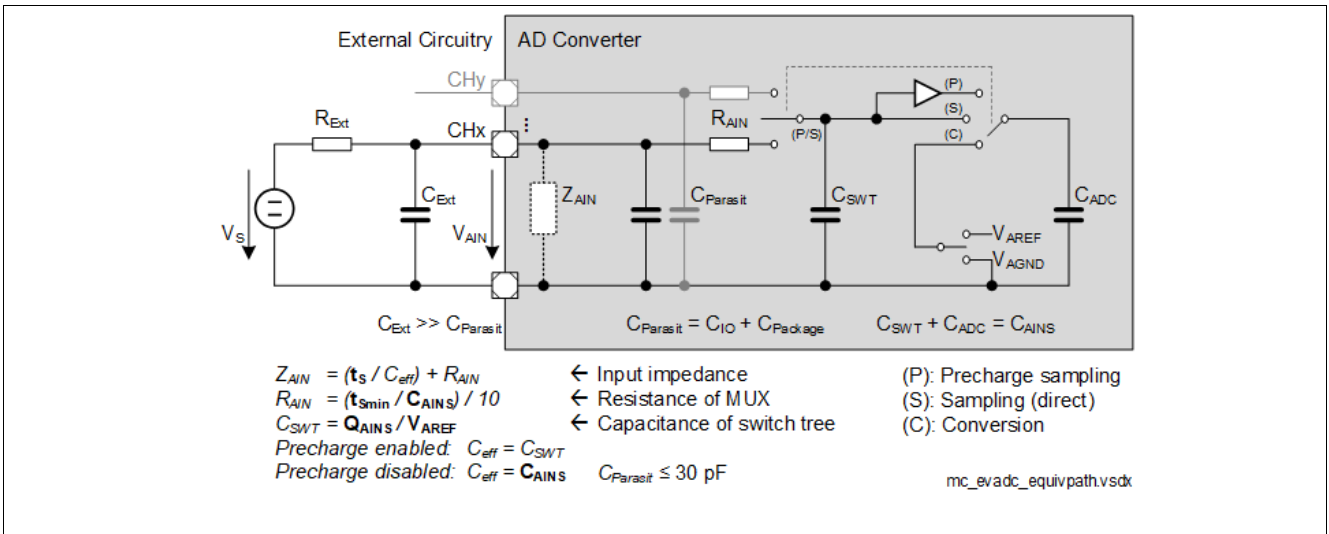 External Circuitry AD Converter
CHy
(P)
R_Ext
R_AIN
(S)
CHx
⋮
(P/S)
(C)
C_Ext
Z_AIN
C_Parasit
C_SWT
C_ADC
V_S
V_AIN
V_AREF
V_AGND
C_Ext >> C_Parasit
C_Parasit = C_IO + C_Package
C_SWT + C_ADC = C_AINS
Z_AIN = (t_S / C_eff) + R_AIN ← Input impedance (P): Precharge sampling
R_AIN = (t_Smin / C_AINS) / 10 ← Resistance of MUX (S): Sampling (direct)
C_SWT = Q_AINS / V_AREF ← Capacitance of switch tree (C): Conversion
Precharge enabled: C_eff = C_SWT
Precharge disabled: C_eff = C_AINS C_Parasit ≤ 30 pF
mc_evadc_equivpath.vsdx